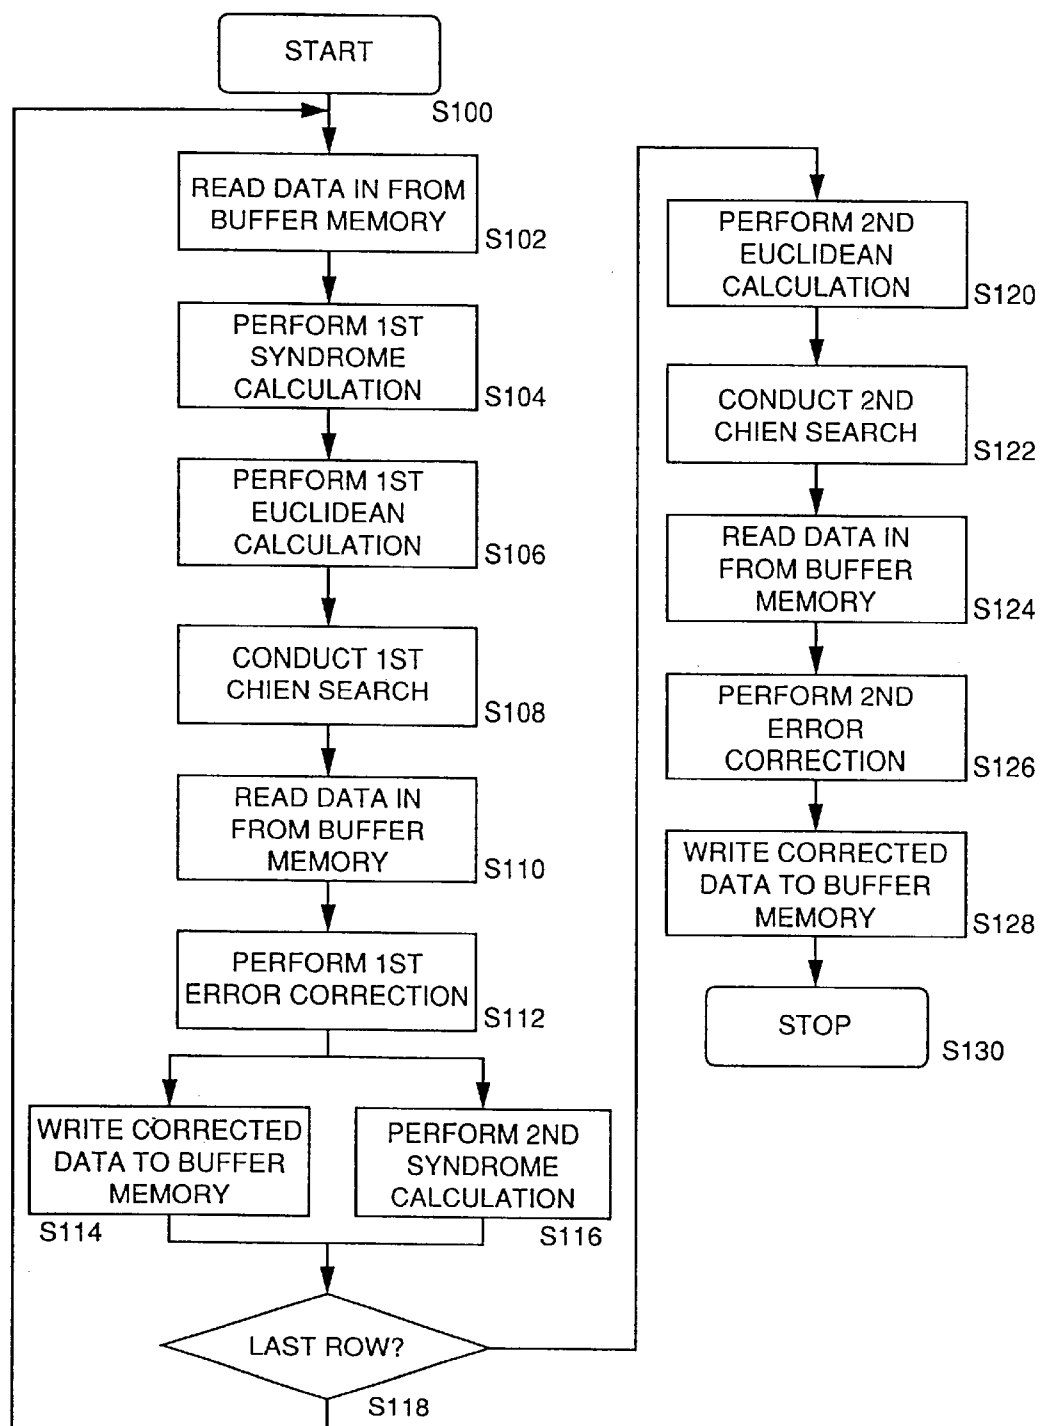 START
S100
READ DATA IN FROM
BUFFER MEMORY
S102
PERFORM 1ST
SYNDROME
CALCULATION
S104
PERFORM 1ST
EUCLIDEAN
CALCULATION
S106
CONDUCT 1ST
CHIEN SEARCH
S108
READ DATA IN
FROM BUFFER
MEMORY
S110
PERFORM 1ST
ERROR CORRECTION
S112
WRITE CORRECTED
DATA TO BUFFER
MEMORY
S114
PERFORM 2ND
SYNDROME
CALCULATION
S116
LAST ROW?
S118
PERFORM 2ND
EUCLIDEAN
CALCULATION
S120
CONDUCT 2ND
CHIEN SEARCH
S122
READ DATA IN
FROM BUFFER
MEMORY
S124
PERFORM 2ND
ERROR
CORRECTION
S126
WRITE CORRECTED
DATA TO BUFFER
MEMORY
S128
STOP
S130